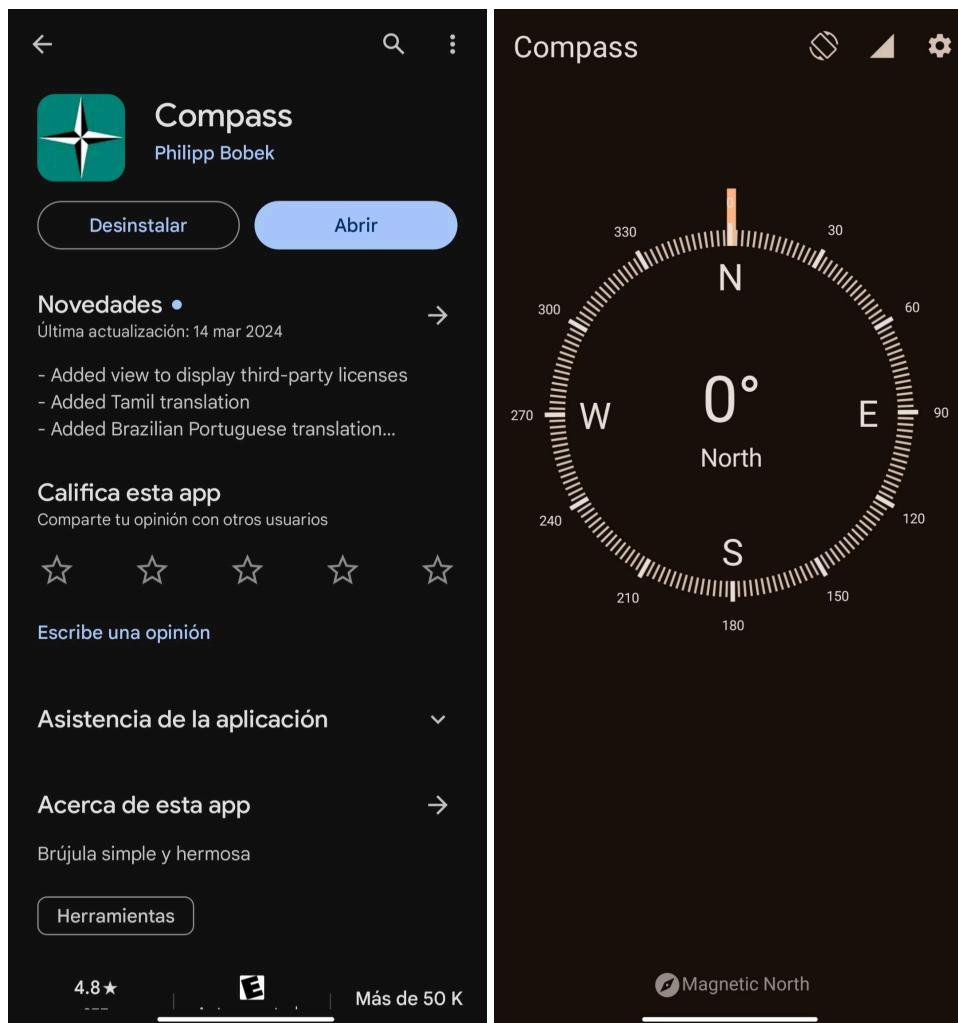 Compass
Philipp Bobek
Desinstalar
Abrir
Novedades
Última actualización: 14 mar 2024
- Added view to display third-party licenses
- Added Tamil translation
- Added Brazilian Portuguese translation...
Califica esta app
Comparte tu opinión con otros usuarios
Escribe una opinión
Asistencia de la aplicación
Acerca de esta app
Brújula simple y hermosa
Herramientas
4.8★
E
Más de 50 K
Compass
0
330
30
N
300
60
0°
270
W
E
90
North
240
120
S
210
150
180
Magnetic North